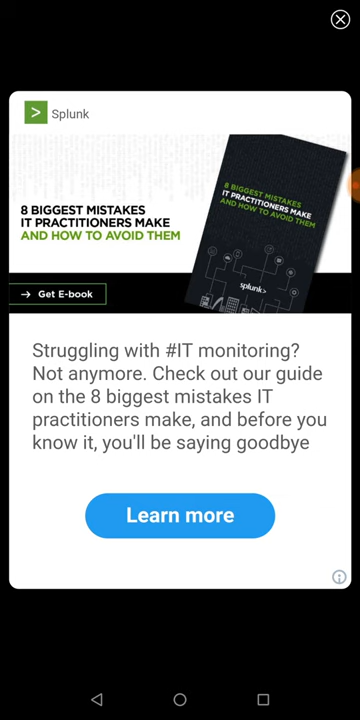 Splunk
8 BIGGEST MISTAKES
IT PRACTITIONERS MAKE
AND HOW TO AVOID THEM
8 BIGGEST MISTAKES
IT PRACTITIONERS MAKE
AND HOW TO AVOID THEM
splunk>
→ Get E-book
Struggling with #IT monitoring?
Not anymore. Check out our guide
on the 8 biggest mistakes IT
practitioners make, and before you
know it, you'll be saying goodbye
Learn more